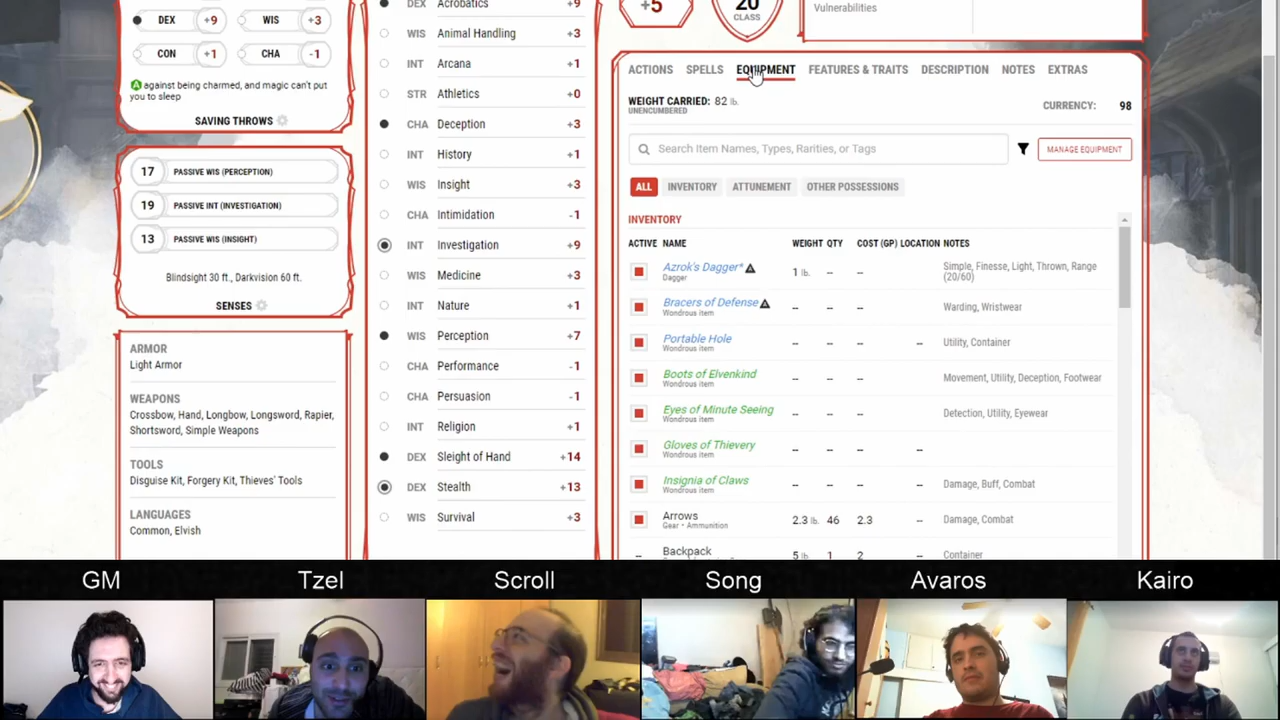 DEX +9 WIS +3
CON +1 CHA -1
A against being charmed, and magic can't put
you to sleep
SAVING THROWS
17 PASSIVE WIS (PERCEPTION)
19 PASSIVE INT (INVESTIGATION)
13 PASSIVE WIS (INSIGHT)
Blindsight 30 ft., Darkvision 60 ft.
SENSES
ARMOR
Light Armor
WEAPONS
Crossbow, Hand, Longbow, Longsword, Rapier,
Shortsword, Simple Weapons
TOOLS
Disguise Kit, Forgery Kit, Thieves' Tools
LANGUAGES
Common, Elvish
DEX Acrobatics +9
WIS Animal Handling +3
INT Arcana +1
STR Athletics +0
CHA Deception +3
INT History +1
WIS Insight +3
CHA Intimidation -1
INT Investigation +9
WIS Medicine +3
INT Nature +1
WIS Perception +7
CHA Performance -1
CHA Persuasion -1
INT Religion +1
DEX Sleight of Hand +14
DEX Stealth +13
WIS Survival +3
+5
20
CLASS
Vulnerabilities
ACTIONS SPELLS EQUIPMENT FEATURES & TRAITS DESCRIPTION NOTES EXTRAS
WEIGHT CARRIED: 82 lb.
UNENCUMBERED
CURRENCY: 98
Search Item Names, Types, Rarities, or Tags
MANAGE EQUIPMENT
ALL INVENTORY ATTUNEMENT OTHER POSSESSIONS
INVENTORY
ACTIVE NAME WEIGHT QTY COST (GP) LOCATION NOTES
Azrok's Dagger* 1 lb. -- -- Simple, Finesse, Light, Thrown, Range
Dagger (20/60)
Bracers of Defense -- -- -- Warding, Wristwear
Wondrous item
Portable Hole -- -- -- -- Utility, Container
Wondrous item
Boots of Elvenkind -- -- -- -- Movement, Utility, Deception, Footwear
Wondrous item
Eyes of Minute Seeing -- -- -- -- Detection, Utility, Eyewear
Wondrous item
Gloves of Thievery -- -- -- --
Wondrous item
Insignia of Claws -- -- -- -- Damage, Buff, Combat
Wondrous item
Arrows 2.3 lb. 46 2.3 -- Damage, Combat
Gear • Ammunition
-- Backpack 5 lb. 1 2 -- Container
GM Tzel Scroll Song Avaros Kairo